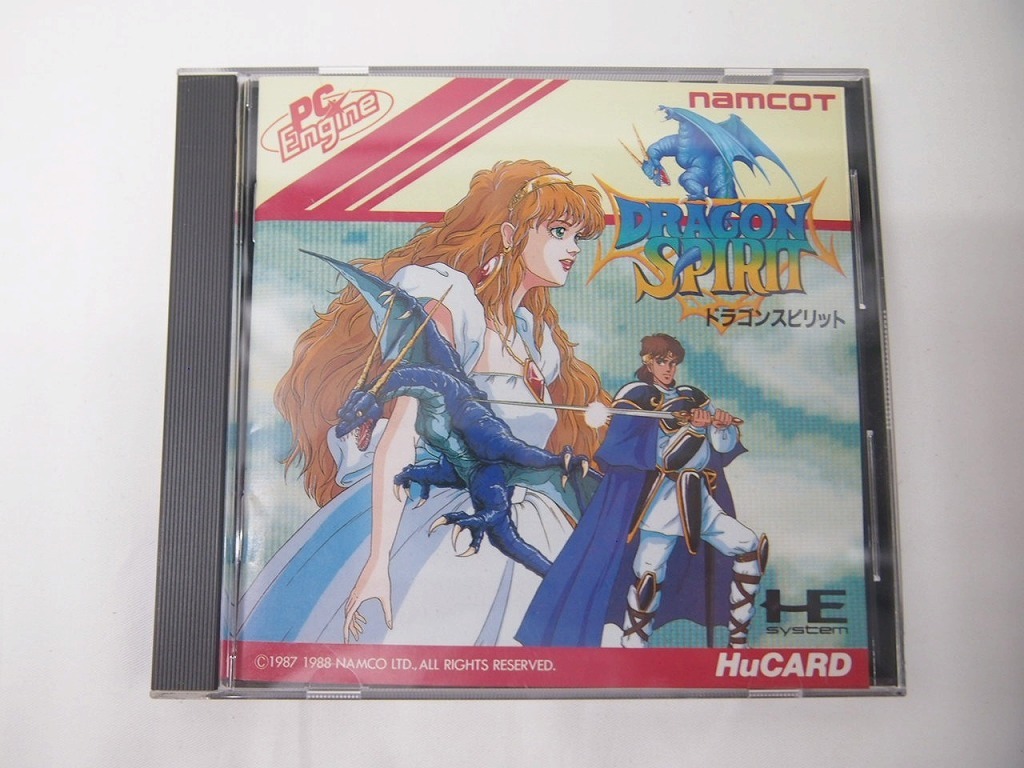 PC Engine
namcoT
DRAGON
SPIRIT
ドラゴンスピリット
HE
system
©1987 1988 NAMCO LTD., ALL RIGHTS RESERVED.
HuCARD